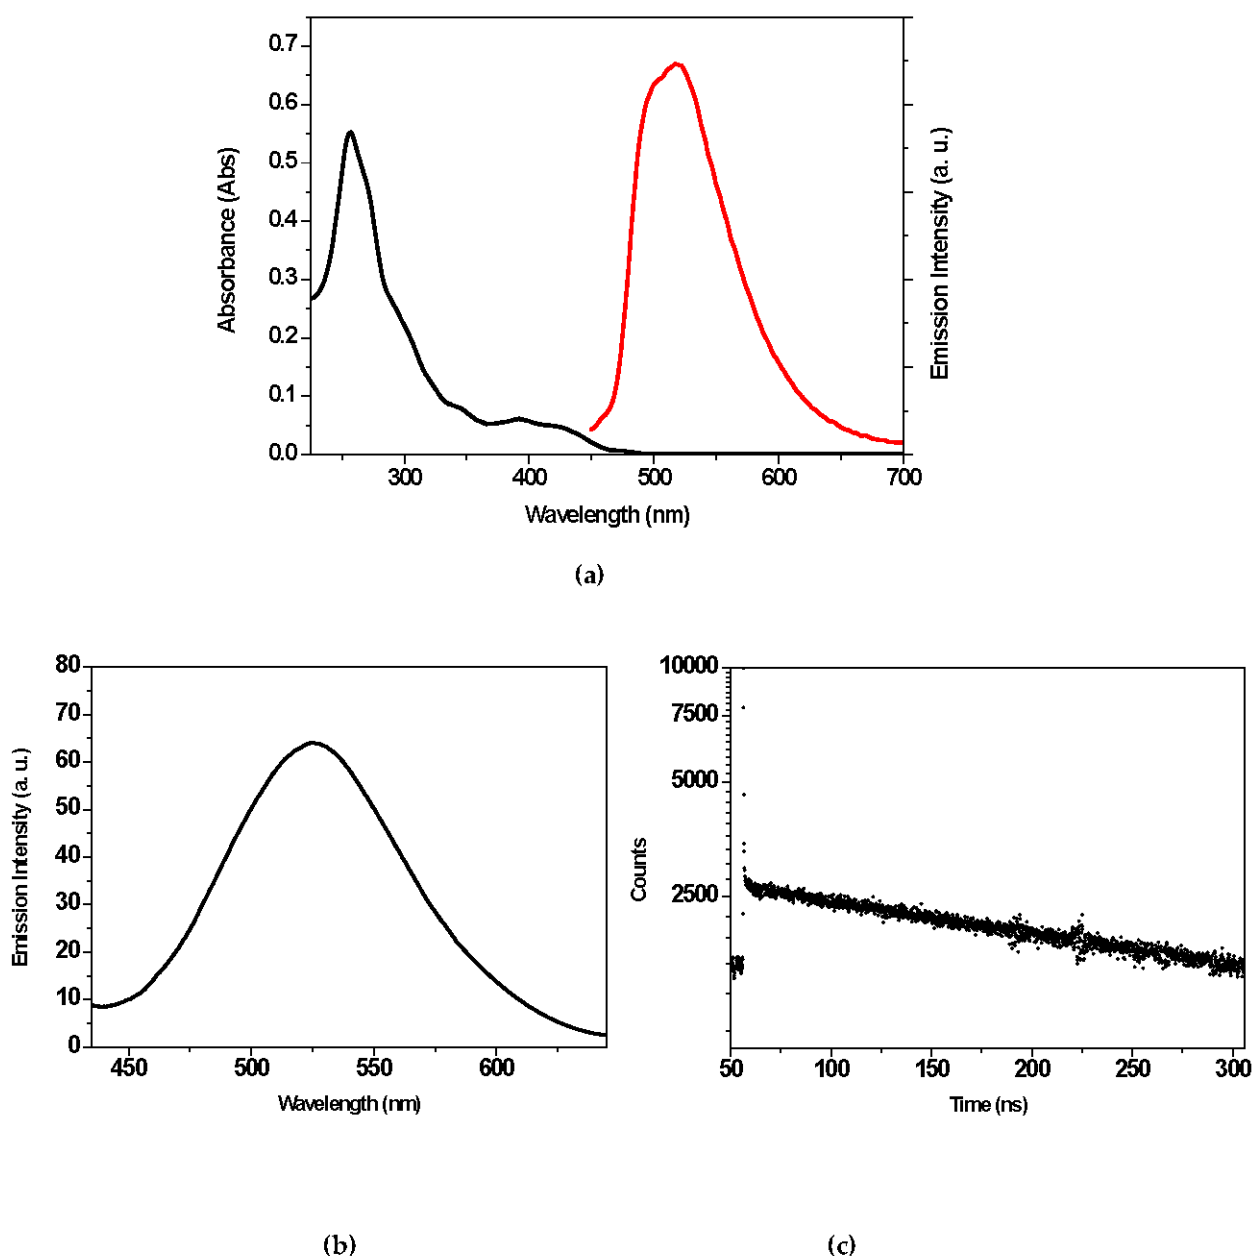 0.7
0.6
0.5
0.4
0.3
0.2
0.1
0.0
Absorbance (Abs)
Emission Intensity (a. u.)
300 400 500 600 700
Wavelength (nm)
(a)
80
70
60
50
40
30
20
10
0
Emission Intensity (a. u.)
450 500 550 600
Wavelength (nm)
(b)
10000
7500
5000
2500
Counts
50 100 150 200 250 300
Time (ns)
(c)